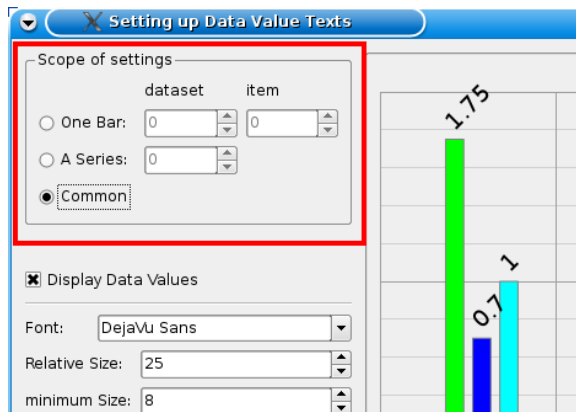 Setting up Data Value Texts
Scope of settings
dataset item
One Bar: 0 0
A Series: 0
Common
Display Data Values
Font: DejaVu Sans
Relative Size: 25
minimum Size: 8
1.75
0.7
1